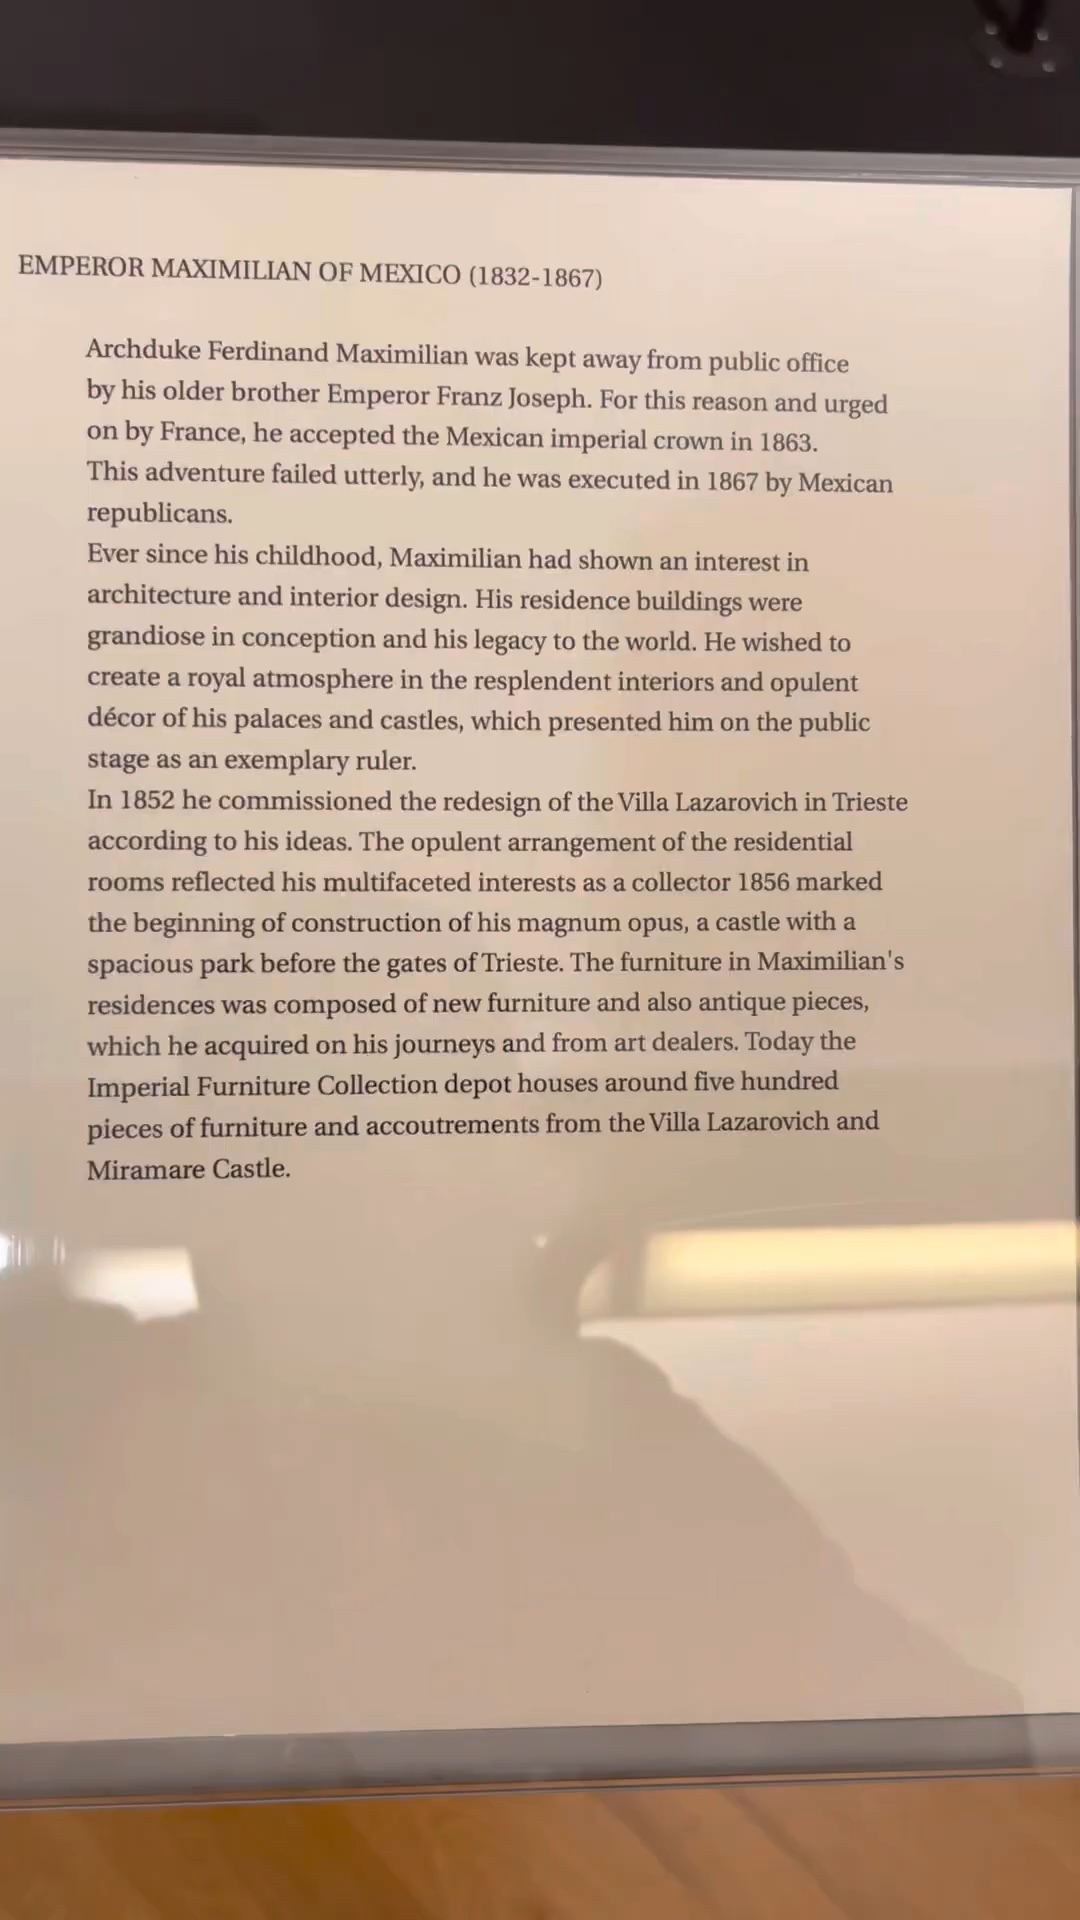 EMPEROR MAXIMILIAN OF MEXICO (1832-1867)
Archduke Ferdinand Maximilian was kept away from public office
by his older brother Emperor Franz Joseph. For this reason and urged
on by France, he accepted the Mexican imperial crown in 1863.
This adventure failed utterly, and he was executed in 1867 by Mexican
republicans.
Ever since his childhood, Maximilian had shown an interest in
architecture and interior design. His residence buildings were
grandiose in conception and his legacy to the world. He wished to
create a royal atmosphere in the resplendent interiors and opulent
décor of his palaces and castles, which presented him on the public
stage as an exemplary ruler.
In 1852 he commissioned the redesign of the Villa Lazarovich in Trieste
according to his ideas. The opulent arrangement of the residential
rooms reflected his multifaceted interests as a collector 1856 marked
the beginning of construction of his magnum opus, a castle with a
spacious park before the gates of Trieste. The furniture in Maximilian's
residences was composed of new furniture and also antique pieces,
which he acquired on his journeys and from art dealers. Today the
Imperial Furniture Collection depot houses around five hundred
pieces of furniture and accoutrements from the Villa Lazarovich and
Miramare Castle.